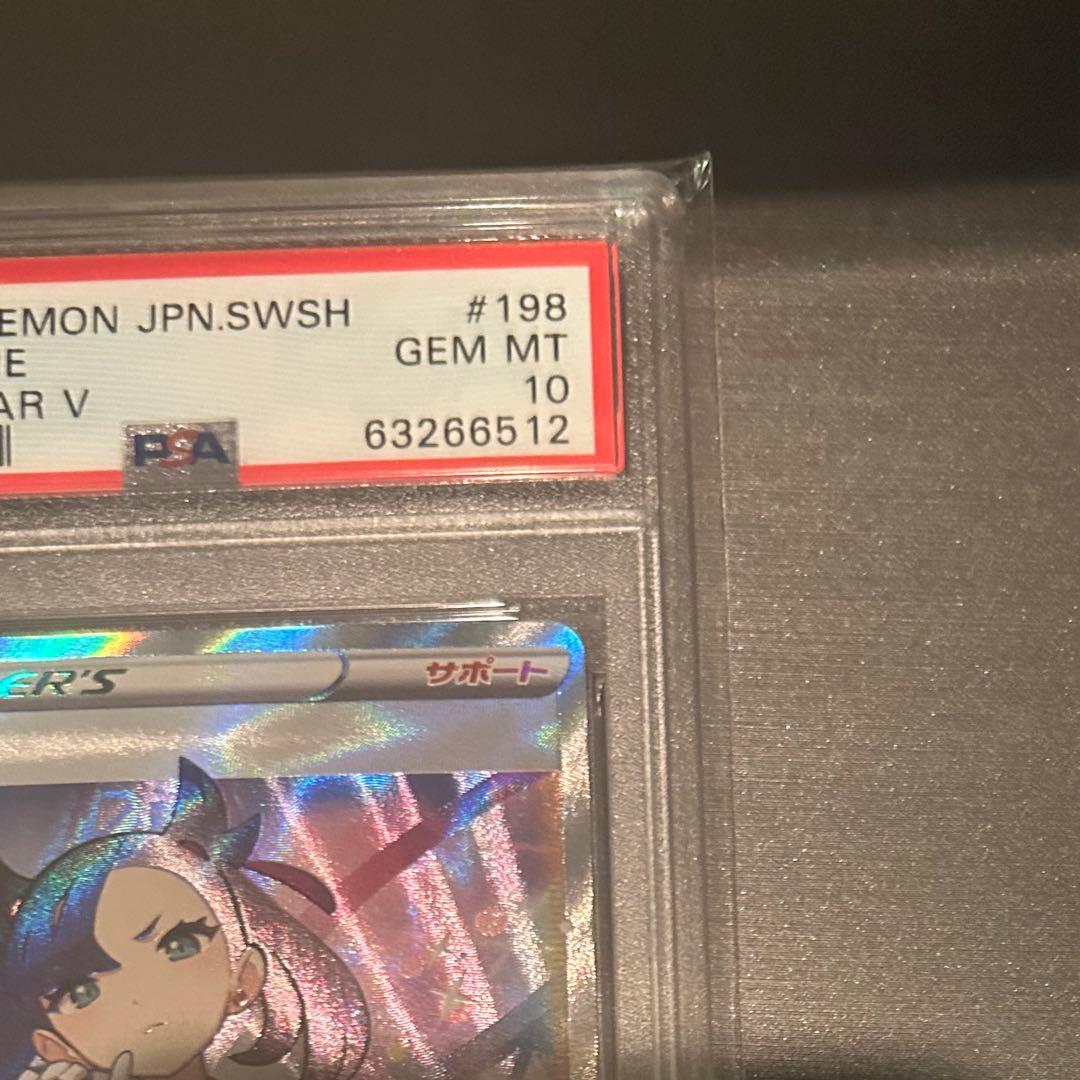 EMON JPN.SWSH #198
E GEM MT
AR V 10
PSA 63266512
ER'S サポート